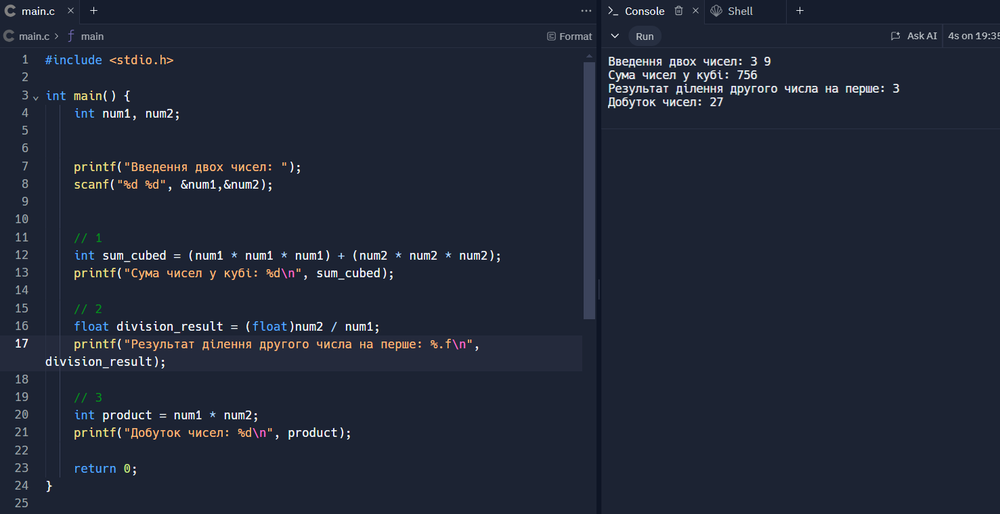 main.c × +
main.c > ƒ main
Format
1 #include <stdio.h>
2
3 int main() {
4 int num1, num2;
5
6
7 printf("Введення двох чисел: ");
8 scanf("%d %d", &num1,&num2);
9
10
11 // 1
12 int sum_cubed = (num1 * num1 * num1) + (num2 * num2 * num2);
13 printf("Сума чисел у кубі: %d\n", sum_cubed);
14
15 // 2
16 float division_result = (float)num2 / num1;
17 printf("Результат ділення другого числа на перше: %.f\n",
division_result);
18
19 // 3
20 int product = num1 * num2;
21 printf("Добуток чисел: %d\n", product);
22
23 return 0;
24 }
25
Console × Shell +
Run
Ask AI
4s on 19:35
Введення двох чисел: 3 9
Сума чисел у кубі: 756
Результат ділення другого числа на перше: 3
Добуток чисел: 27